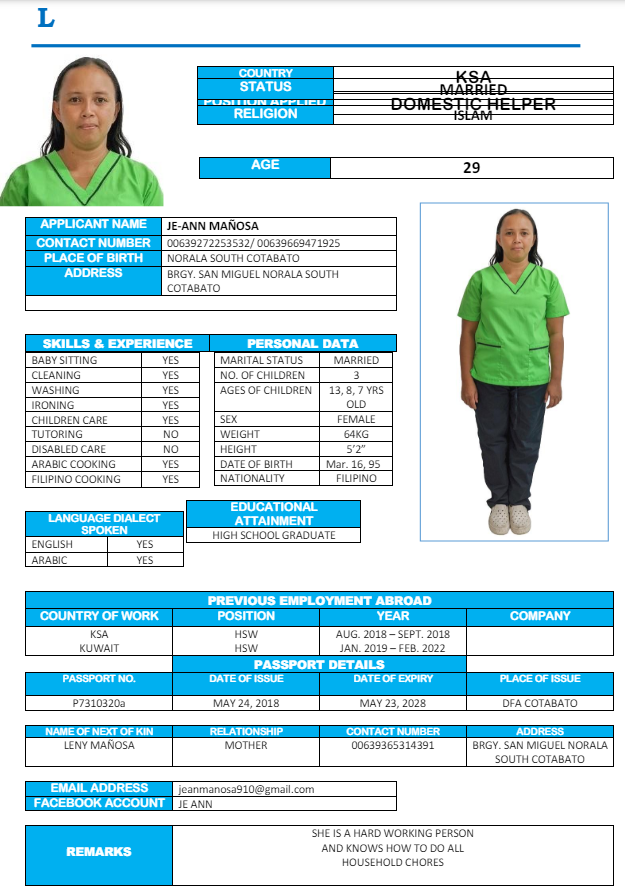 L
COUNTRY KSA
STATUS MARRIED
POSITION APPLIED DOMESTIC HELPER
RELIGION ISLAM
AGE 29
APPLICANT NAME JE-ANN MAÑOSA
CONTACT NUMBER 00639272253532/ 00639669471925
PLACE OF BIRTH NORALA SOUTH COTABATO
ADDRESS BRGY. SAN MIGUEL NORALA SOUTH
COTABATO
SKILLS & EXPERIENCE
BABY SITTING YES
CLEANING YES
WASHING YES
IRONING YES
CHILDREN CARE YES
TUTORING NO
DISABLED CARE NO
ARABIC COOKING YES
FILIPINO COOKING YES
PERSONAL DATA
MARITAL STATUS MARRIED
NO. OF CHILDREN 3
AGES OF CHILDREN 13, 8, 7 YRS
OLD
SEX FEMALE
WEIGHT 64KG
HEIGHT 5’2”
DATE OF BIRTH Mar. 16, 95
NATIONALITY FILIPINO
LANGUAGE DIALECT
SPOKEN
ENGLISH YES
ARABIC YES
EDUCATIONAL
ATTAINMENT
HIGH SCHOOL GRADUATE
PREVIOUS EMPLOYMENT ABROAD
COUNTRY OF WORK POSITION YEAR COMPANY
KSA HSW AUG. 2018 – SEPT. 2018
KUWAIT HSW JAN. 2019 – FEB. 2022
PASSPORT DETAILS
PASSPORT NO. DATE OF ISSUE DATE OF EXPIRY PLACE OF ISSUE
P7310320a MAY 24, 2018 MAY 23, 2028 DFA COTABATO
NAME OF NEXT OF KIN RELATIONSHIP CONTACT NUMBER ADDRESS
LENY MAÑOSA MOTHER 00639365314391 BRGY. SAN MIGUEL NORALA
SOUTH COTABATO
EMAIL ADDRESS jeanmanosa910@gmail.com
FACEBOOK ACCOUNT JE ANN
REMARKS
SHE IS A HARD WORKING PERSON
AND KNOWS HOW TO DO ALL
HOUSEHOLD CHORES